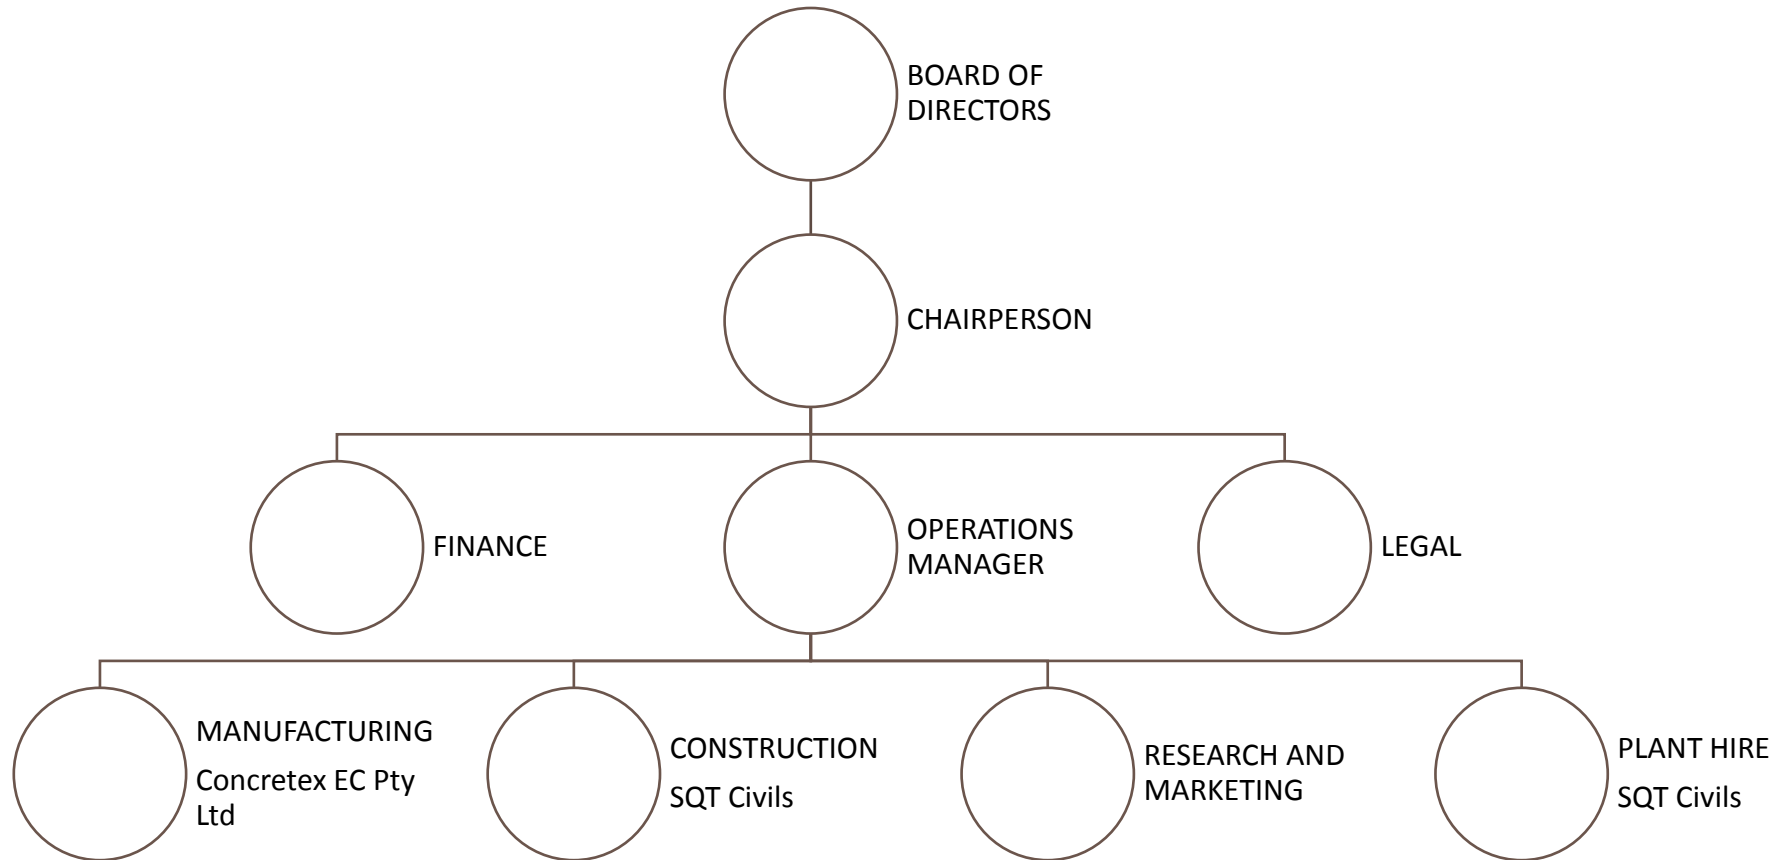 BOARD OF
DIRECTORS
CHAIRPERSON
FINANCE
OPERATIONS
MANAGER
LEGAL
MANUFACTURING
Concretex EC Pty
Ltd
CONSTRUCTION
SQT Civils
RESEARCH AND
MARKETING
PLANT HIRE
SQT Civils